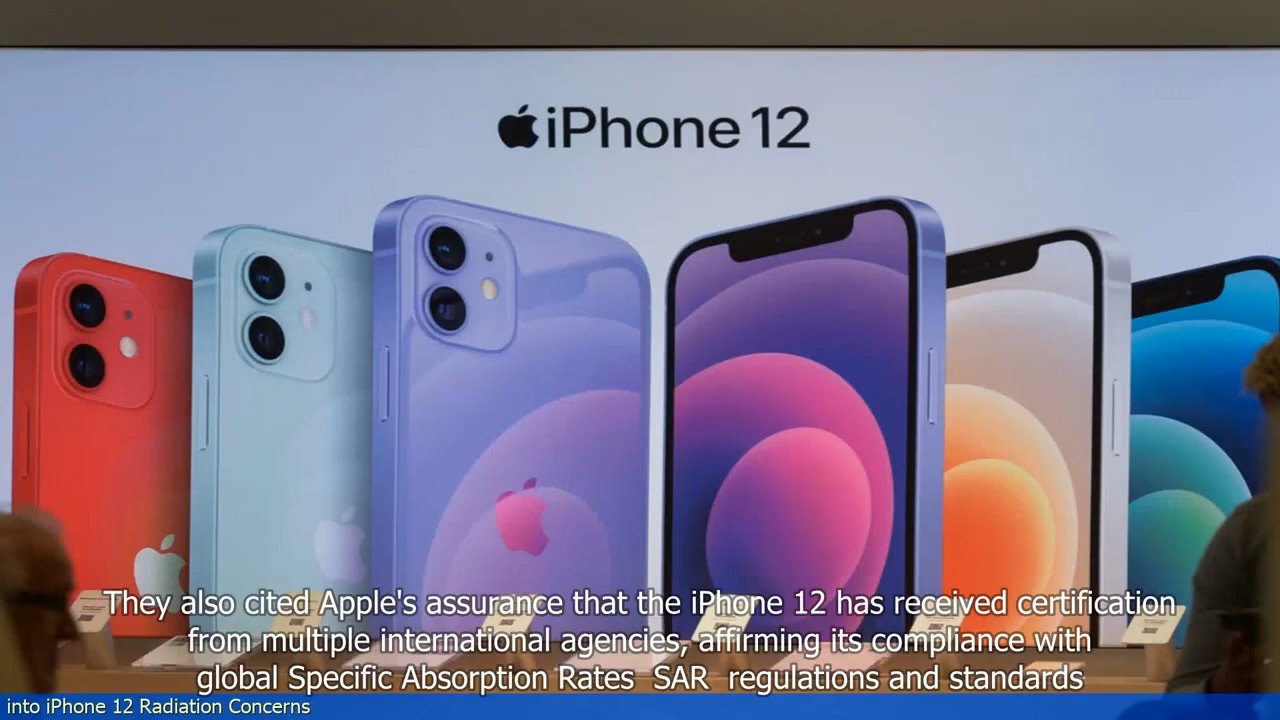 iPhone 12
They also cited Apple's assurance that the iPhone 12 has received certification
from multiple international agencies, affirming its compliance with
global Specific Absorption Rates SAR regulations and standards
into iPhone 12 Radiation Concerns